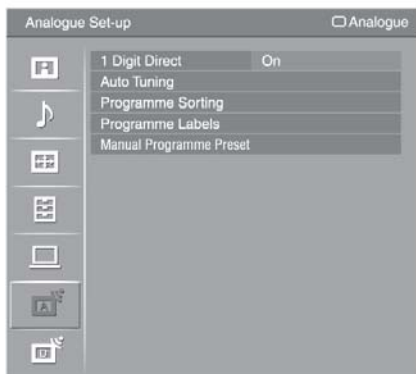 Analogue Set-up
Analogue
1 Digit Direct On
Auto Tuning
Programme Sorting
Programme Labels
Manual Programme Preset
A
D